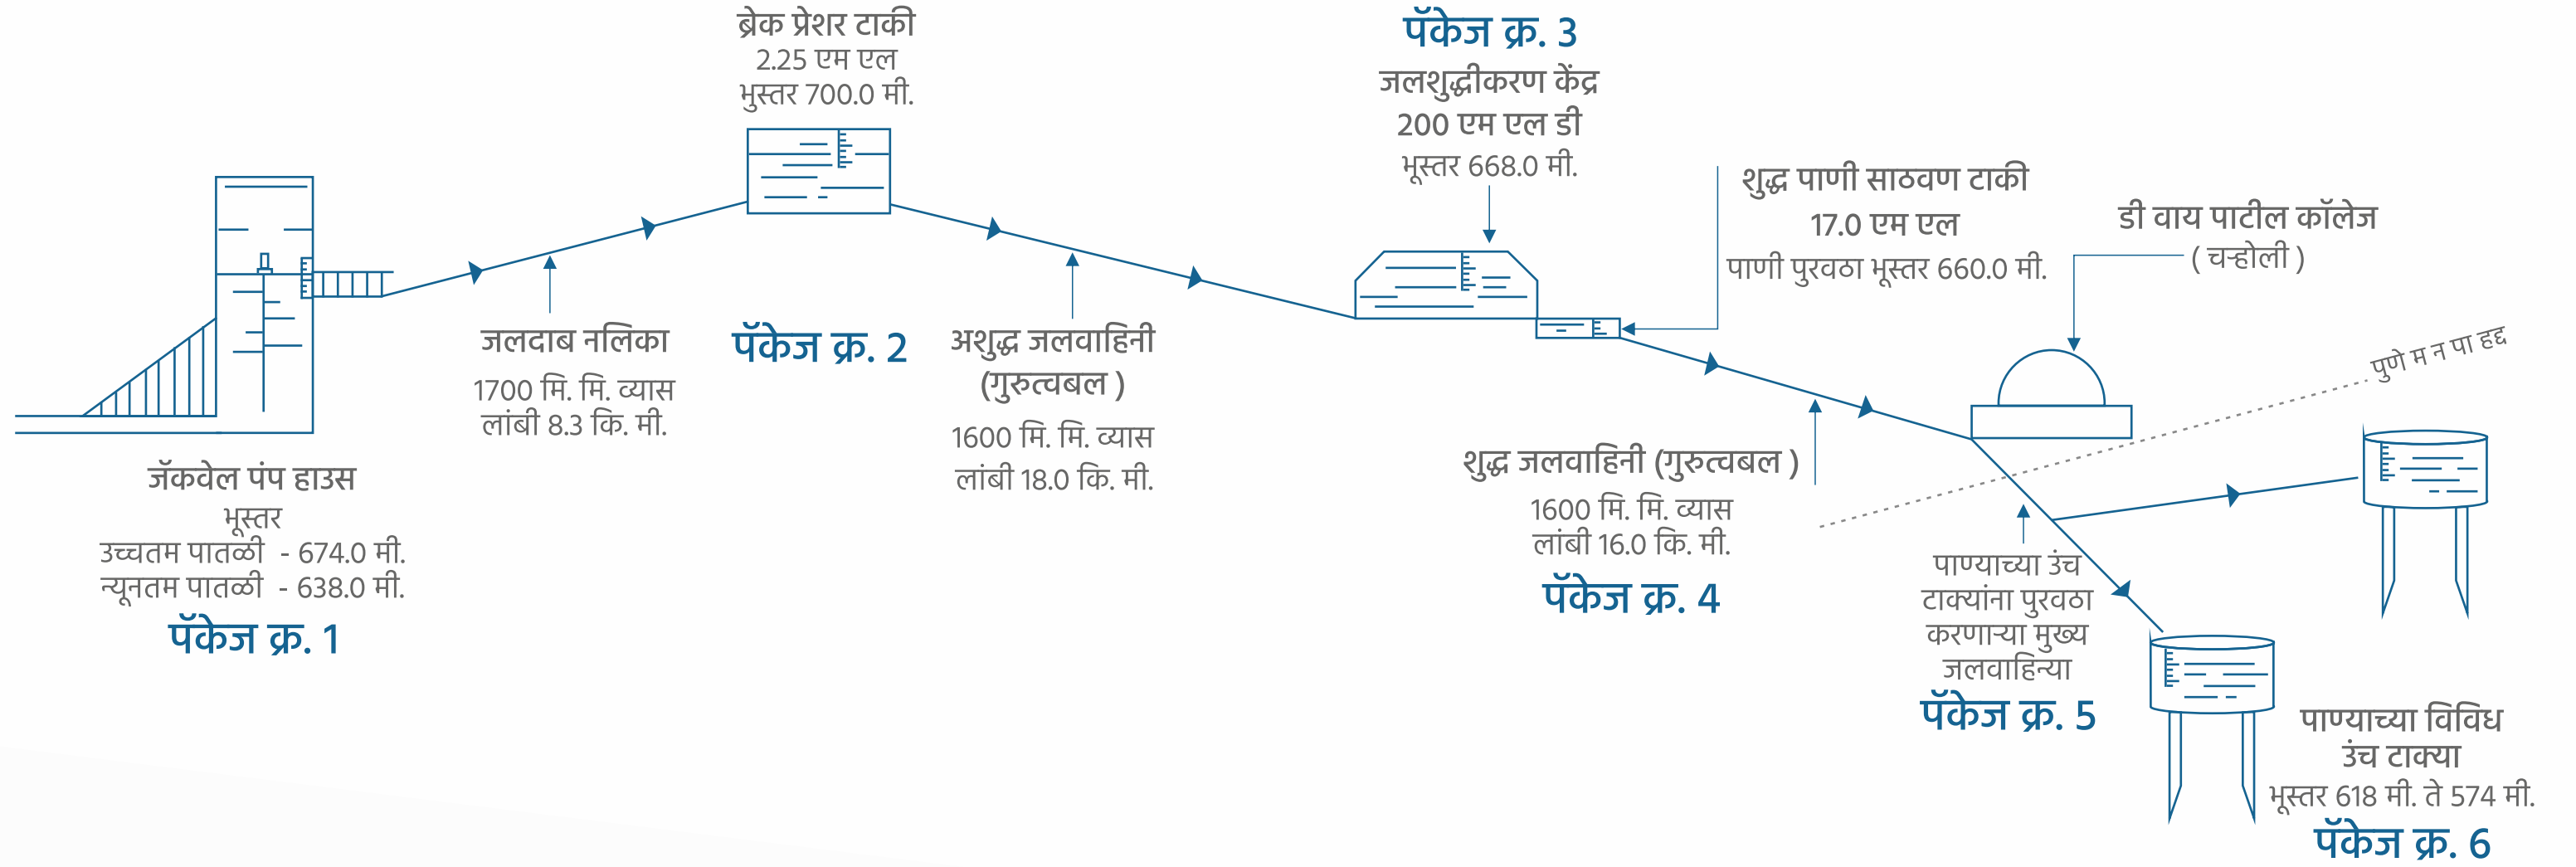 ब्रेक प्रेशर टाकी
2.25 एम एल
भुस्तर 700.0 मी.
पॅकेज क्र. 3
जलशुद्धीकरण केंद्र
200 एम एल डी
भूस्तर 668.0 मी.
शुद्ध पाणी साठवण टाकी
17.0 एम एल
पाणी पुरवठा भूस्तर 660.0 मी.
डी वाय पाटील कॉलेज
( चऱ्होली )
पुणे म न पा हद्द
जलदाब नलिका
1700 मि. मि. व्यास
लांबी 8.3 कि. मी.
पॅकेज क्र. 2
अशुद्ध जलवाहिनी
(गुरुत्वबल )
1600 मि. मि. व्यास
लांबी 18.0 कि. मी.
जॅकवेल पंप हाउस
भूस्तर
उच्चतम पातळी - 674.0 मी.
न्यूनतम पातळी - 638.0 मी.
पॅकेज क्र. 1
शुद्ध जलवाहिनी (गुरुत्वबल )
1600 मि. मि. व्यास
लांबी 16.0 कि. मी.
पॅकेज क्र. 4
पाण्याच्या उंच
टाक्यांना पुरवठा
करणाऱ्या मुख्य
जलवाहिन्या
पॅकेज क्र. 5
पाण्याच्या विविध
उंच टाक्या
भूस्तर 618 मी. ते 574 मी.
पॅकेज क्र. 6